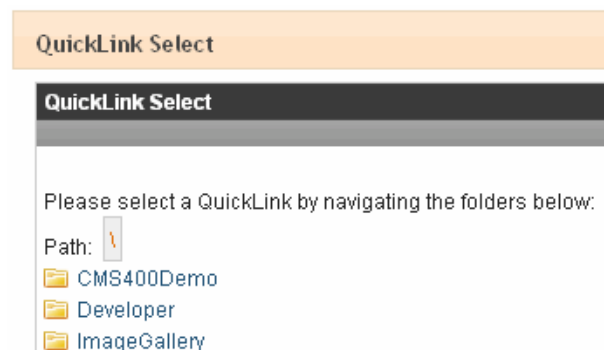 QuickLink Select
QuickLink Select
Please select a QuickLink by navigating the folders below:
Path: \
CMS400Demo
Developer
ImageGallery